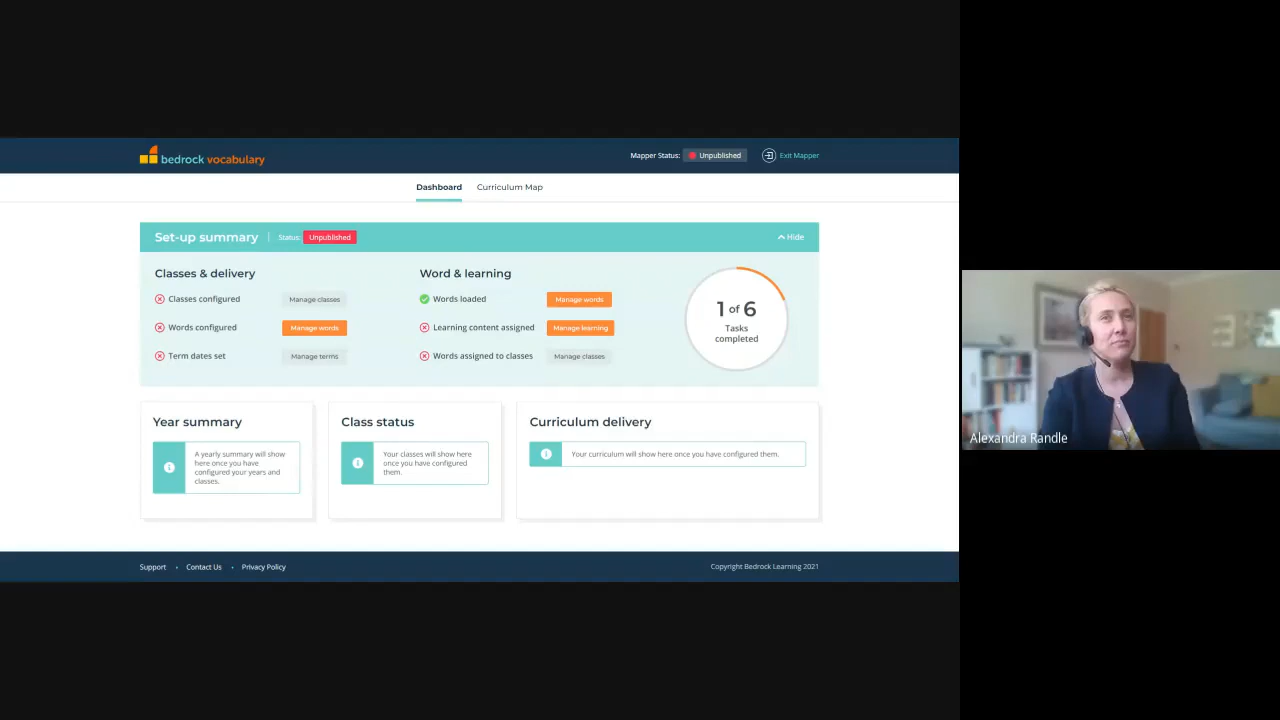 bedrock vocabulary
Mapper Status: Unpublished Exit Mapper
Dashboard Curriculum Map
Set-up summary Status: Unpublished Hide
Classes & delivery
Classes configured Manage classes
Words configured Manage words
Term dates set Manage terms
Word & learning
Words loaded Manage words
Learning content assigned Manage learning
Words assigned to classes Manage classes
1 of 6
Tasks
completed
Year summary
A yearly summary will show
here once you have
configured your years and
classes.
Class status
Your classes will show here
once you have configured
them.
Curriculum delivery
Your curriculum will show here once you have configured them.
Support • Contact Us • Privacy Policy
Copyright Bedrock Learning 2021
Alexandra Randle